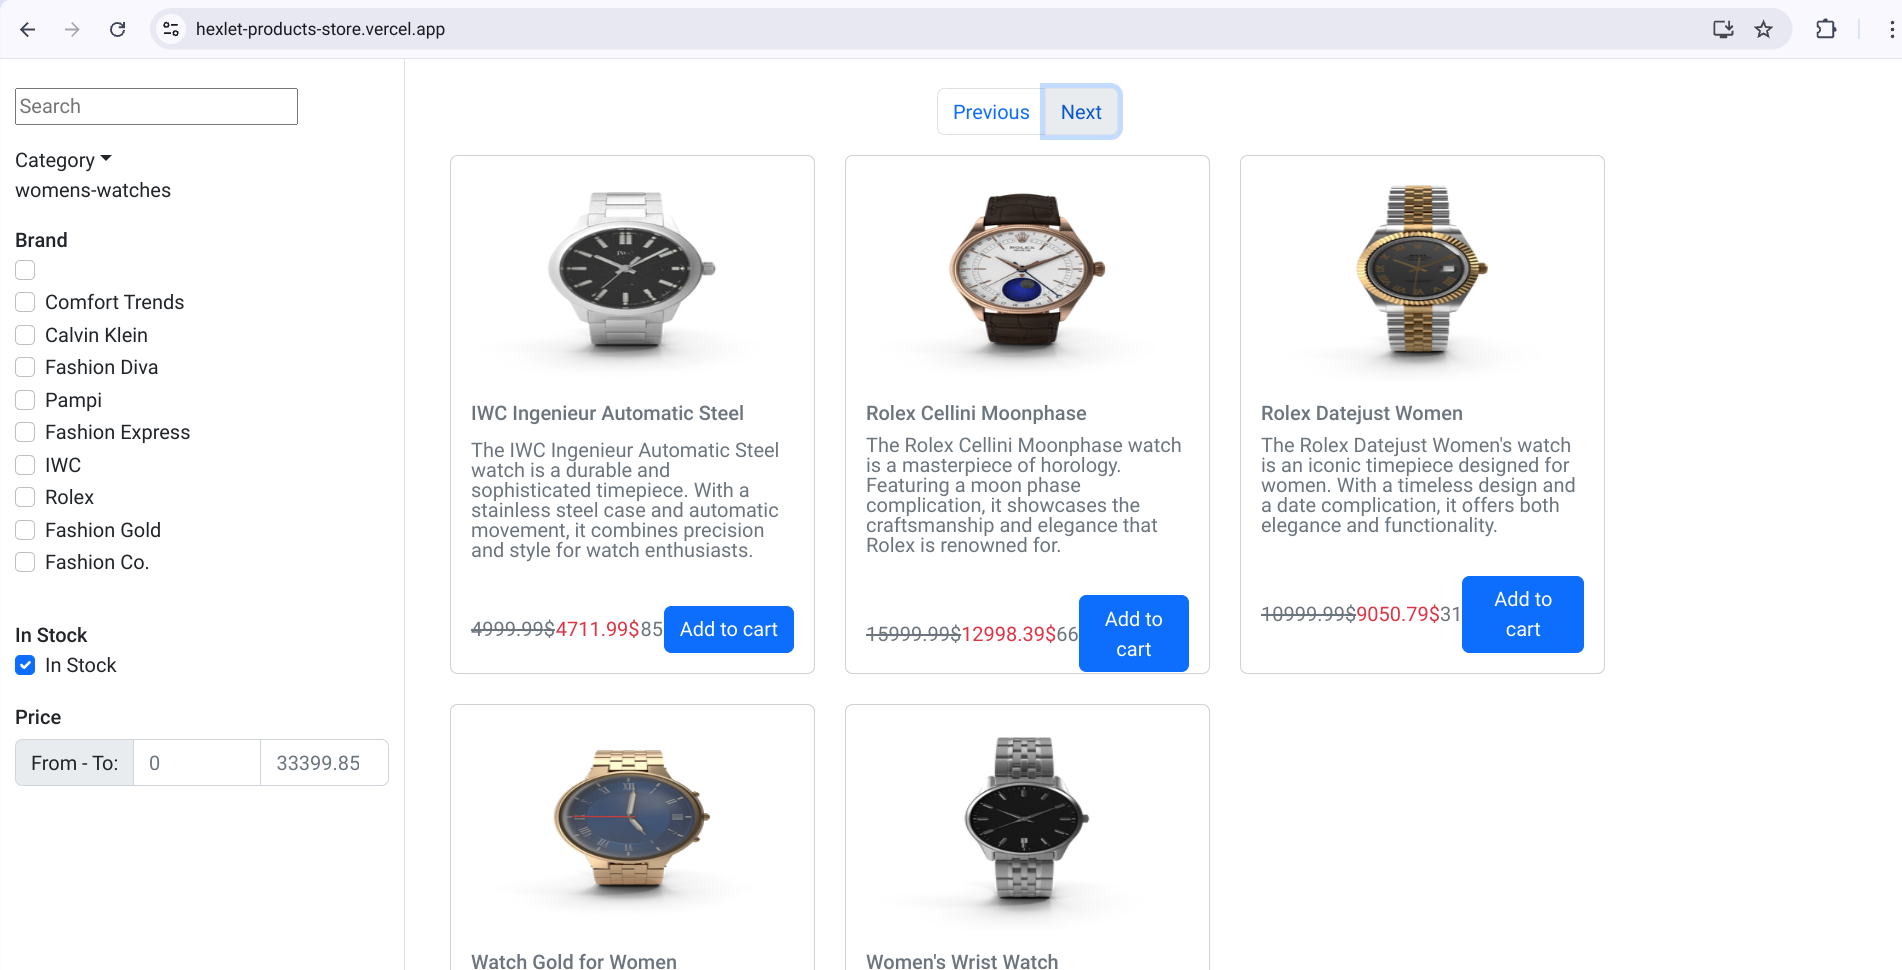 hexlet-products-store.vercel.app
Search
Category
womens-watches
Brand
Comfort Trends
Calvin Klein
Fashion Diva
Pampi
Fashion Express
IWC
Rolex
Fashion Gold
Fashion Co.
In Stock
In Stock
Price
From - To: 0 33399.85
Previous Next
IWC Ingenieur Automatic Steel
The IWC Ingenieur Automatic Steel
watch is a durable and
sophisticated timepiece. With a
stainless steel case and automatic
movement, it combines precision
and style for watch enthusiasts.
4999.99$4711.99$85 Add to cart
ROLEX
Rolex Cellini Moonphase
The Rolex Cellini Moonphase watch
is a masterpiece of horology.
Featuring a moon phase
complication, it showcases the
craftsmanship and elegance that
Rolex is renowned for.
15999.99$12998.39$66 Add to
cart
Rolex Datejust Women
The Rolex Datejust Women's watch
is an iconic timepiece designed for
women. With a timeless design and
a date complication, it offers both
elegance and functionality.
10999.99$9050.79$31 Add to
cart
Watch Gold for Women
Women's Wrist Watch